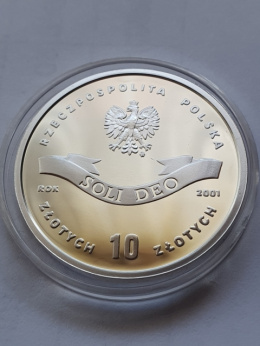 RZECZPOSPOLITA POLSKA
SOLI DEO
ROK 2001
10
ZŁOTYCH ZŁOTYCH